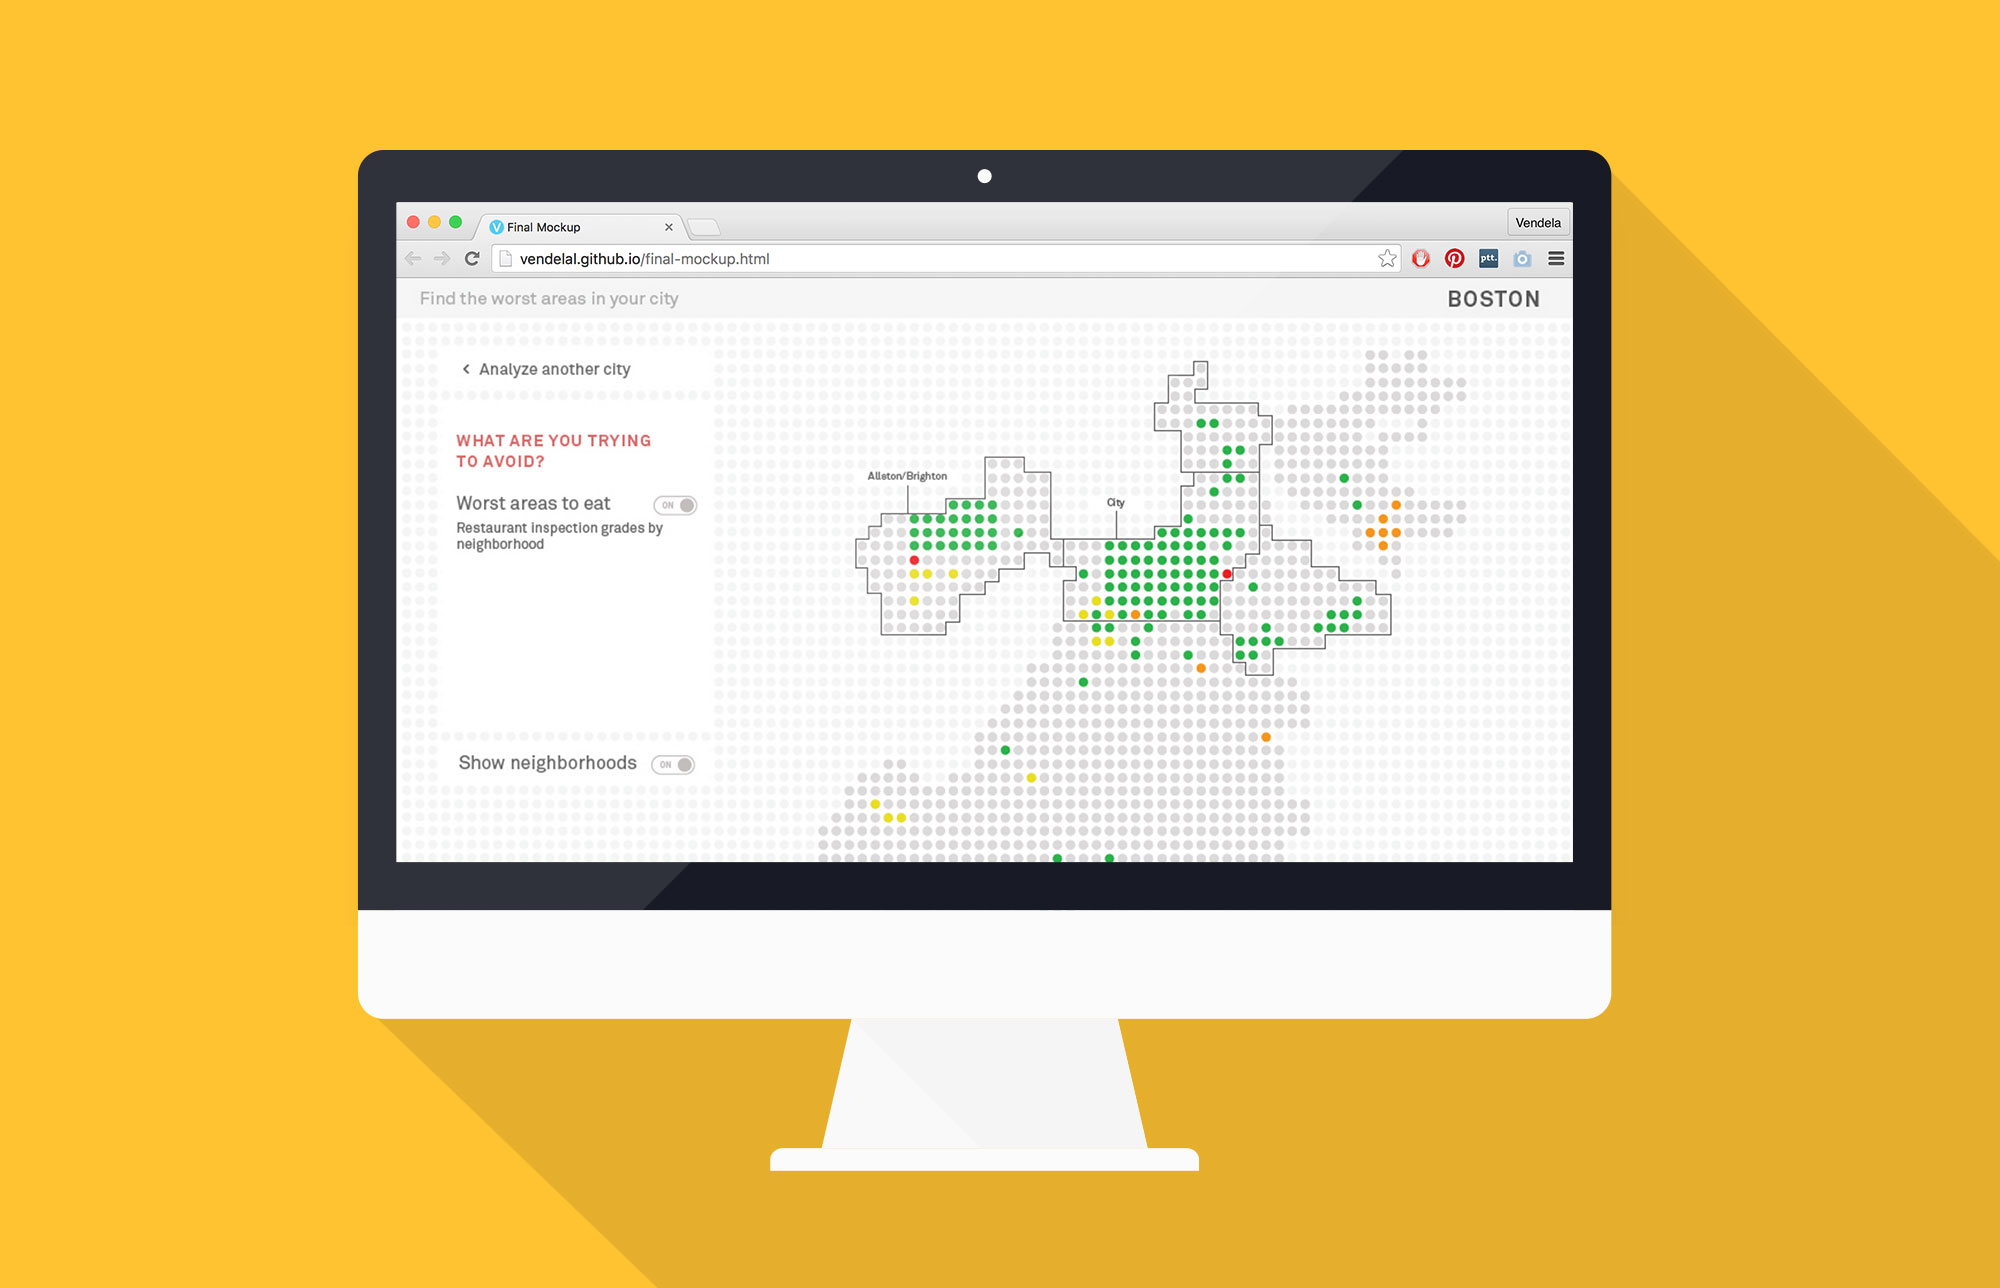 Final Mockup
Vendela
vendelal.github.io/final-mockup.html
ptt.
Find the worst areas in your city
BOSTON
Analyze another city
WHAT ARE YOU TRYING
TO AVOID?
Worst areas to eat
ON
Restaurant inspection grades by
neighborhood
Show neighborhoods
ON
Allston/Brighton
City